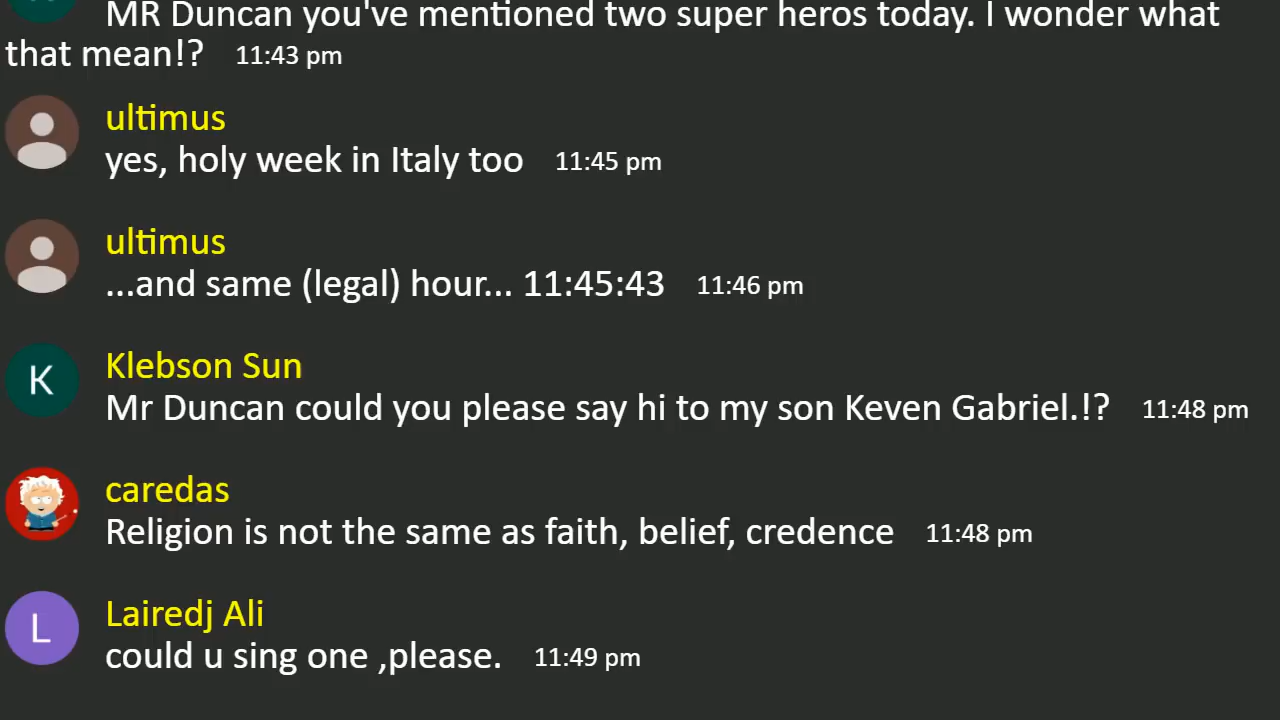 MR Duncan you've mentioned two super heros today. I wonder what
that mean!? 11:43 pm
ultimus
yes, holy week in Italy too 11:45 pm
ultimus
...and same (legal) hour... 11:45:43 11:46 pm
K
Klebson Sun
Mr Duncan could you please say hi to my son Keven Gabriel.!? 11:48 pm
caredas
Religion is not the same as faith, belief, credence 11:48 pm
L
Lairedj Ali
could u sing one ,please. 11:49 pm